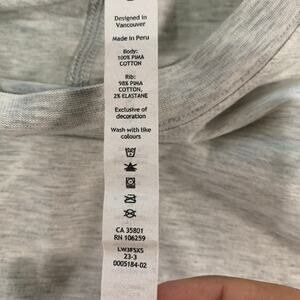 Designed in
Vancouver
Made in Peru
Body:
100% PIMA
COTTON
Rib:
98% PIMA
COTTON,
2% ELASTANE
Exclusive of
decoration
Wash with like
colours
CA 35801
RN 106259
LW3FSXS
23-3
0005184-02